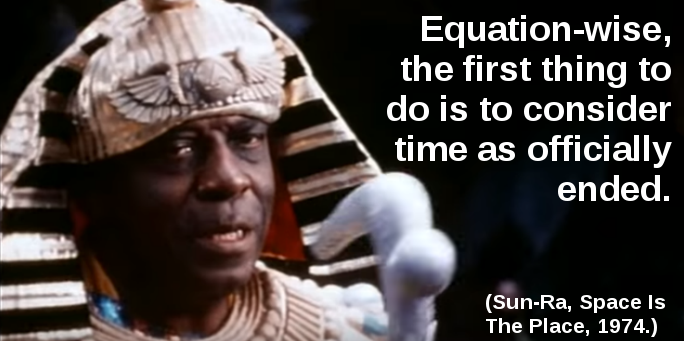 Equation-wise,
the first thing to
do is to consider
time as officially
ended.
(Sun-Ra, Space Is
The Place, 1974.)